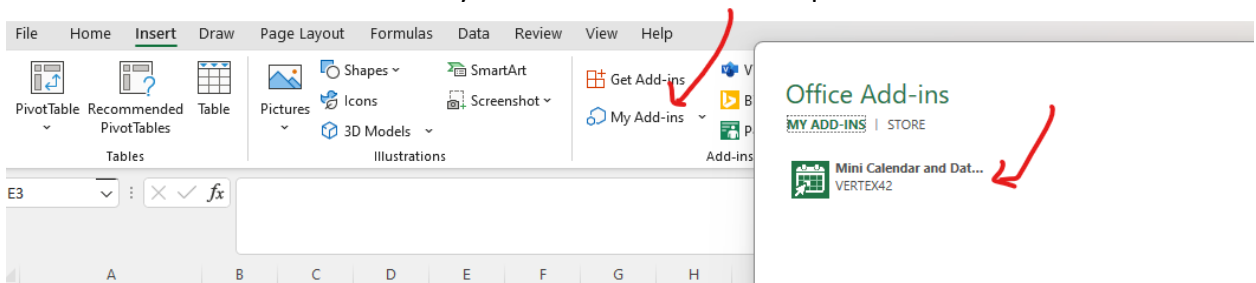 File Home Insert Draw Page Layout Formulas Data Review View Help
PivotTable Recommended PivotTables Table
Tables
Pictures Shapes Icons 3D Models SmartArt Screenshot
Illustrations
Get Add-ins
My Add-ins
V
B
P
Add-ins
Office Add-ins
MY ADD-INS | STORE
Mini Calendar and Dat...
VERTEX42
E3 fx
A B C D E F G H